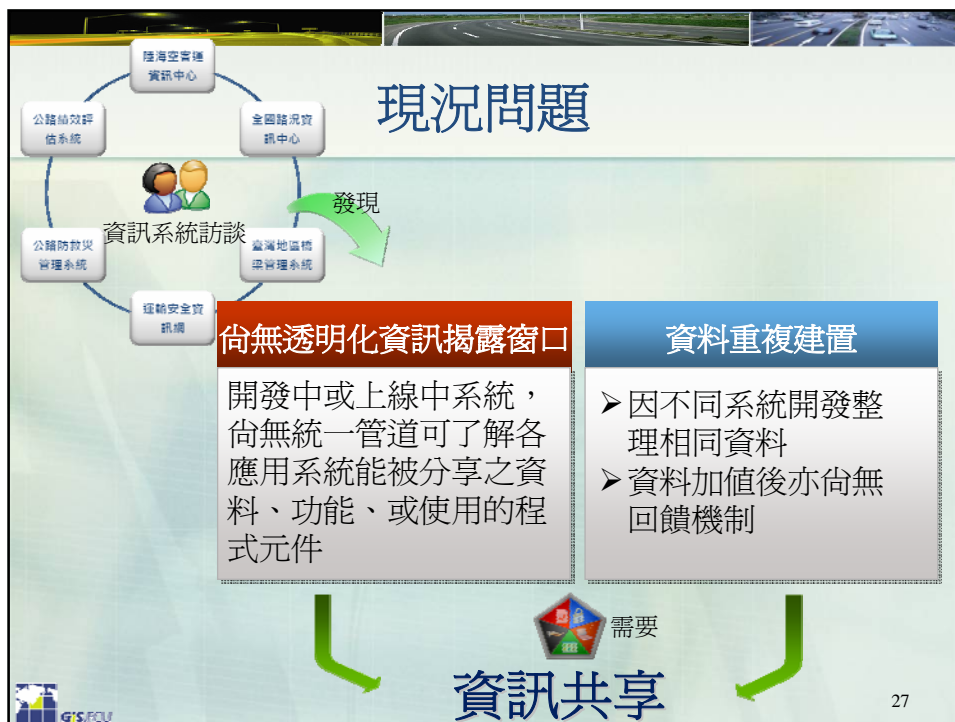 現況問題
陸海空客運
資訊中心
公路績效評
估系統
全國路況資
訊中心
資訊系統訪談
發現
公路防救災
管理系統
臺灣地區橋
梁管理系統
運輸安全資
訊網
尚無透明化資訊揭露窗口
開發中或上線中系統，
尚無統一管道可了解各
應用系統能被分享之資
料、功能、或使用的程
式元件
資料重複建置
➢因不同系統開發整
理相同資料
➢資料加值後亦尚無
回饋機制
需要
資訊共享
GIS.FCU
27